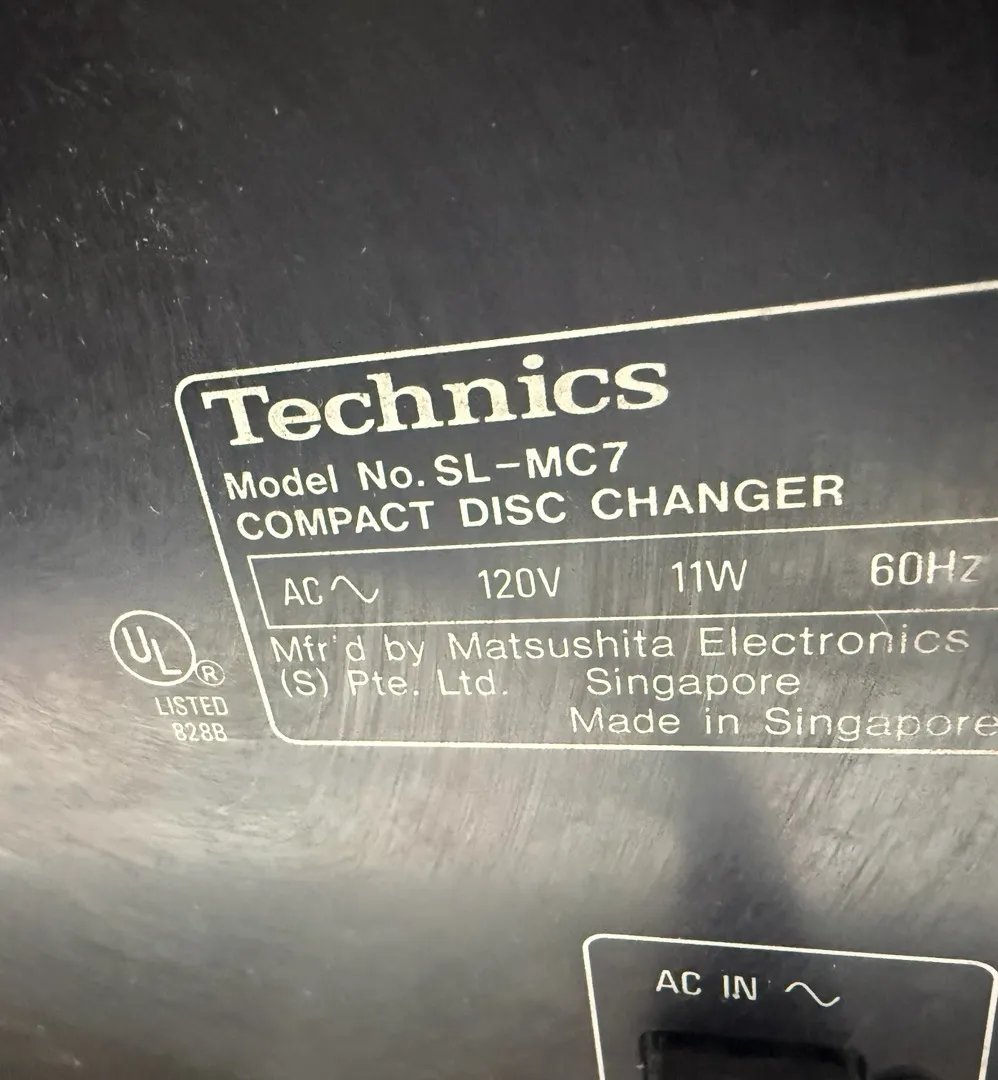 Technics
Model No. SL-MC7
COMPACT DISC CHANGER
AC 120V 11W 60Hz
Mfr'd by Matsushita Electronics
(S) Pte. Ltd. Singapore
Made in Singapore
UL ®
LISTED
828B
AC IN